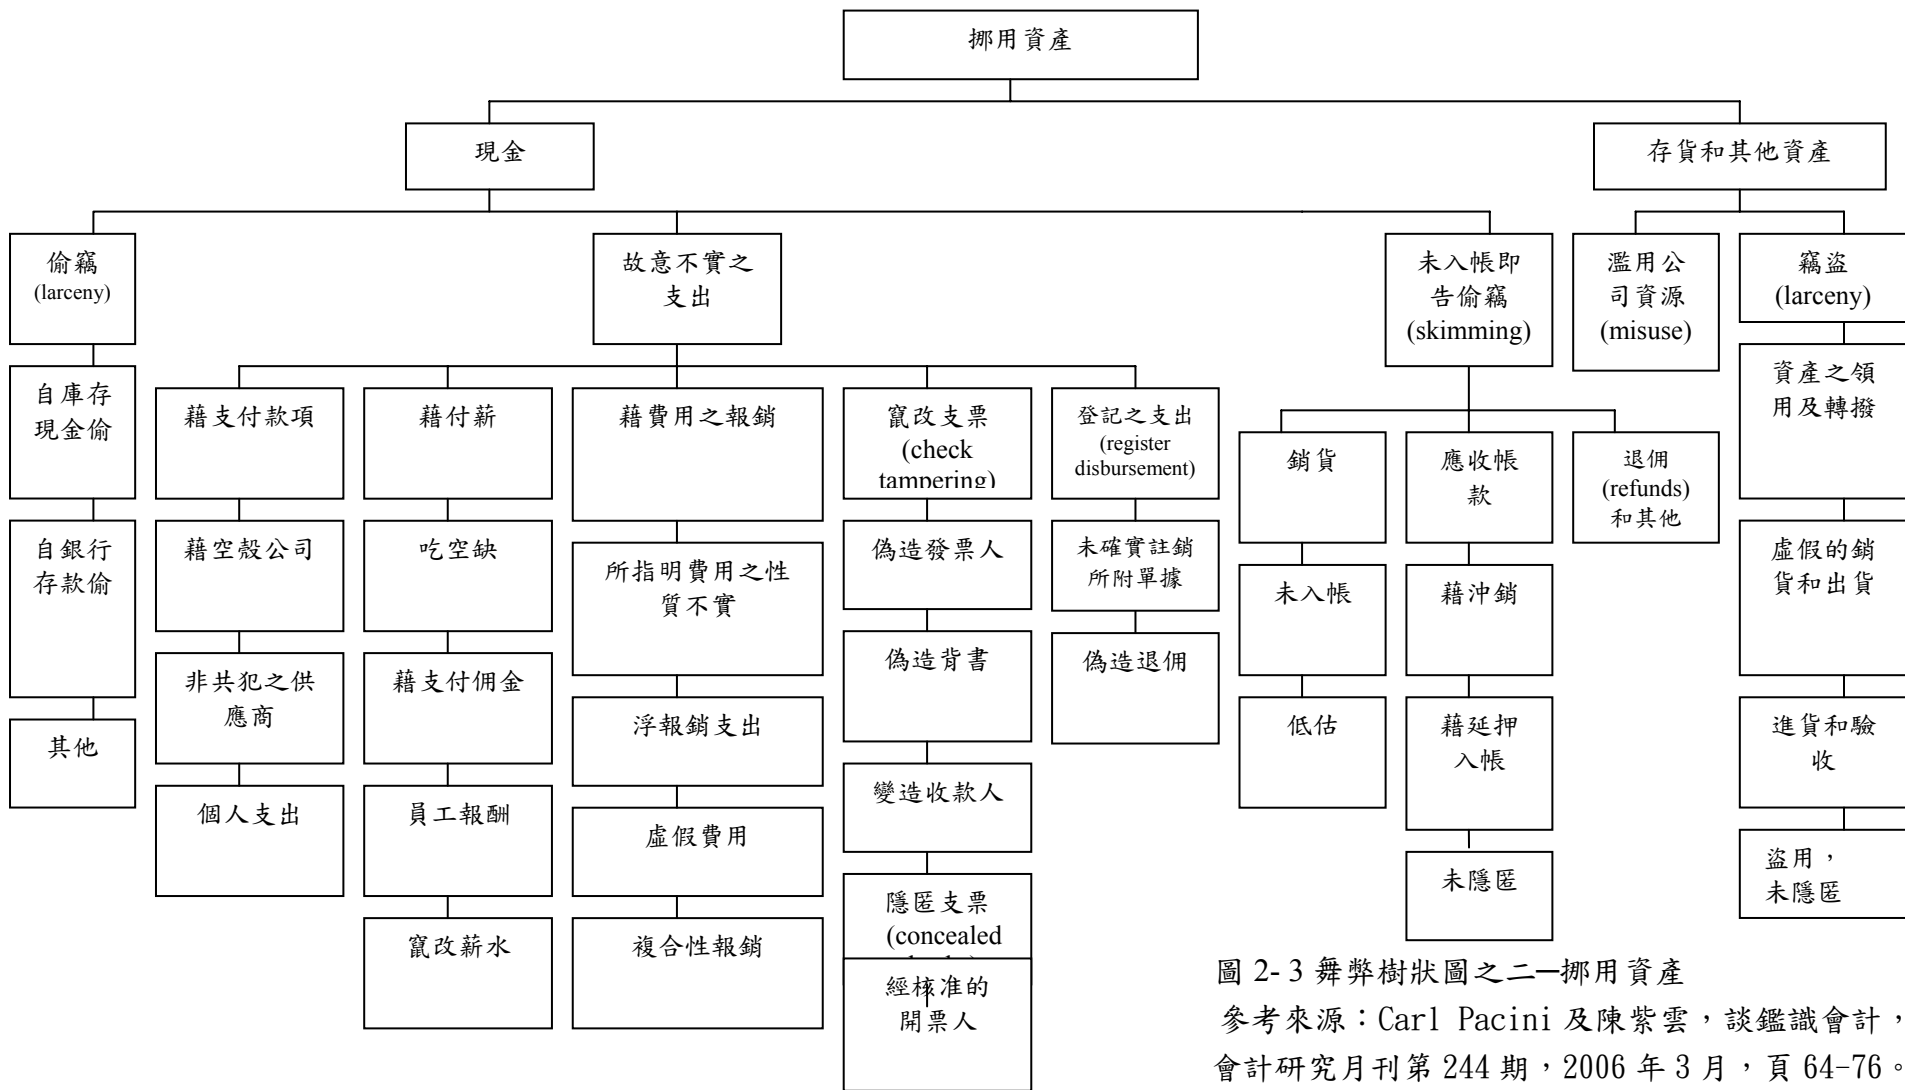 挪用資產
現金
存貨和其他資產
偷竊
(larceny)
故意不實之
支出
未入帳即
告偷竊
(skimming)
濫用公
司資源
(misuse)
竊盜
(larceny)
自庫存
現金偷
自銀行
存款偷
其他
藉支付款項
藉空殼公司
非共犯之供
應商
個人支出
藉付薪
吃空缺
藉支付佣金
員工報酬
竄改薪水
藉費用之報銷
所指明費用之性
質不實
浮報銷支出
虛假費用
複合性報銷
竄改支票
(check
tampering)
偽造發票人
偽造背書
變造收款人
隱匿支票
(concealed
經核准的
開票人
登記之支出
(register
disbursement)
未確實註銷
所附單據
偽造退佣
銷貨
未入帳
低估
應收帳
款
藉沖銷
藉延押
入帳
未隱匿
退佣
(refunds)
和其他
資產之領
用及轉撥
虛假的銷
貨和出貨
進貨和驗
收
盜用，
未隱匿
圖 2- 3 舞弊樹狀圖之二─挪用資產
參考來源：Carl Pacini 及陳紫雲，談鑑識會計，
會計研究月刊第 244 期，2006 年 3 月，頁 64-76。